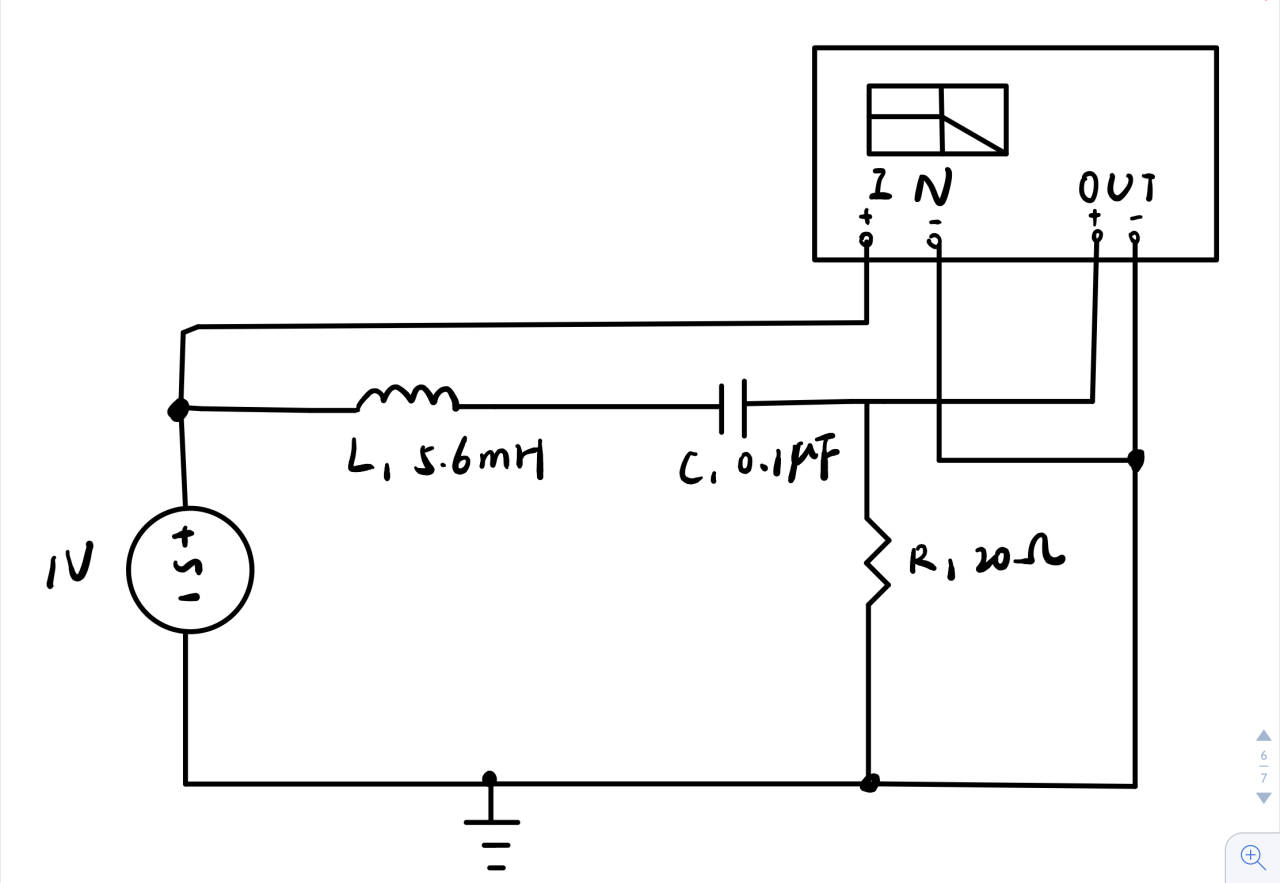 IN
OUT
+ - + -
L, 5.6mH
C, 0.1μF
1V
+
-
R, 20Ω
6
7